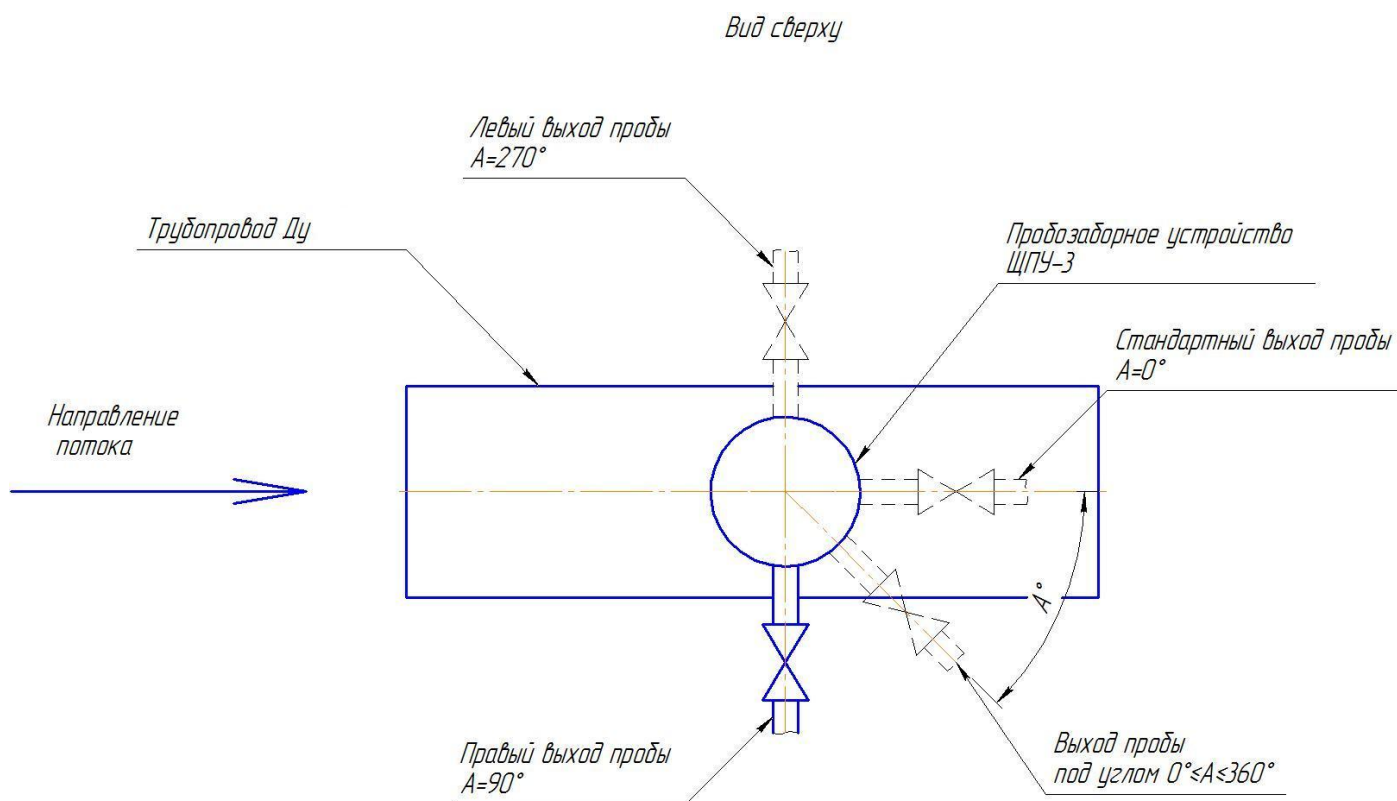 Вид сверху
Левый выход пробы
А=270°
Трубопровод Ду
Пробозаборное устройство
ЩПУ-3
Стандартный выход пробы
А=0°
Направление
потока
А°
Правый выход пробы
А=90°
Выход пробы
под углом 0°≤А≤360°